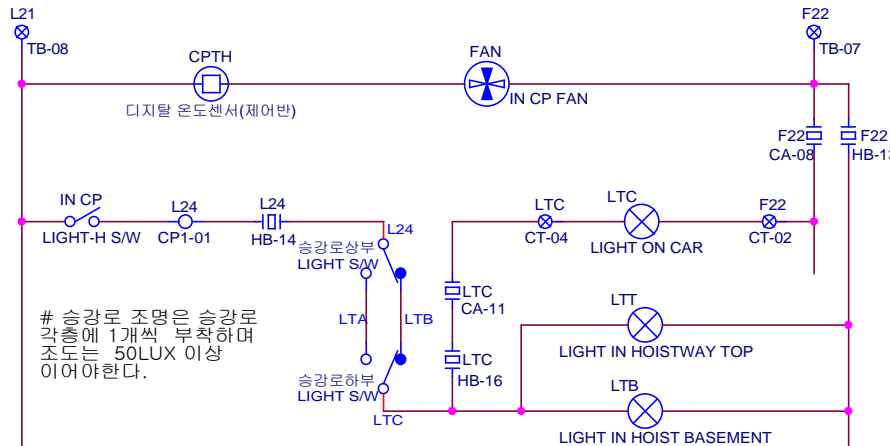 L21
TB-08
CPTH
디지탈 온도센서(제어반)
FAN
IN CP FAN
F22
TB-07
F22
CA-08
F22
HB-13
IN CP
LIGHT-H S/W
L24
CP1-01
L24
HB-14
L24
승강로상부
LIGHT S/W
LTC
CT-04
LTC
LIGHT ON CAR
F22
CT-02
LTC
CA-11
LTA
LTB
LTT
LIGHT IN HOISTWAY TOP
# 승강로 조명은 승강로
각층에 1개씩 부착하며
조도는 50LUX 이상
이어야한다.
LTC
HB-16
승강로하부
LIGHT S/W
LTC
LTB
LIGHT IN HOIST BASEMENT